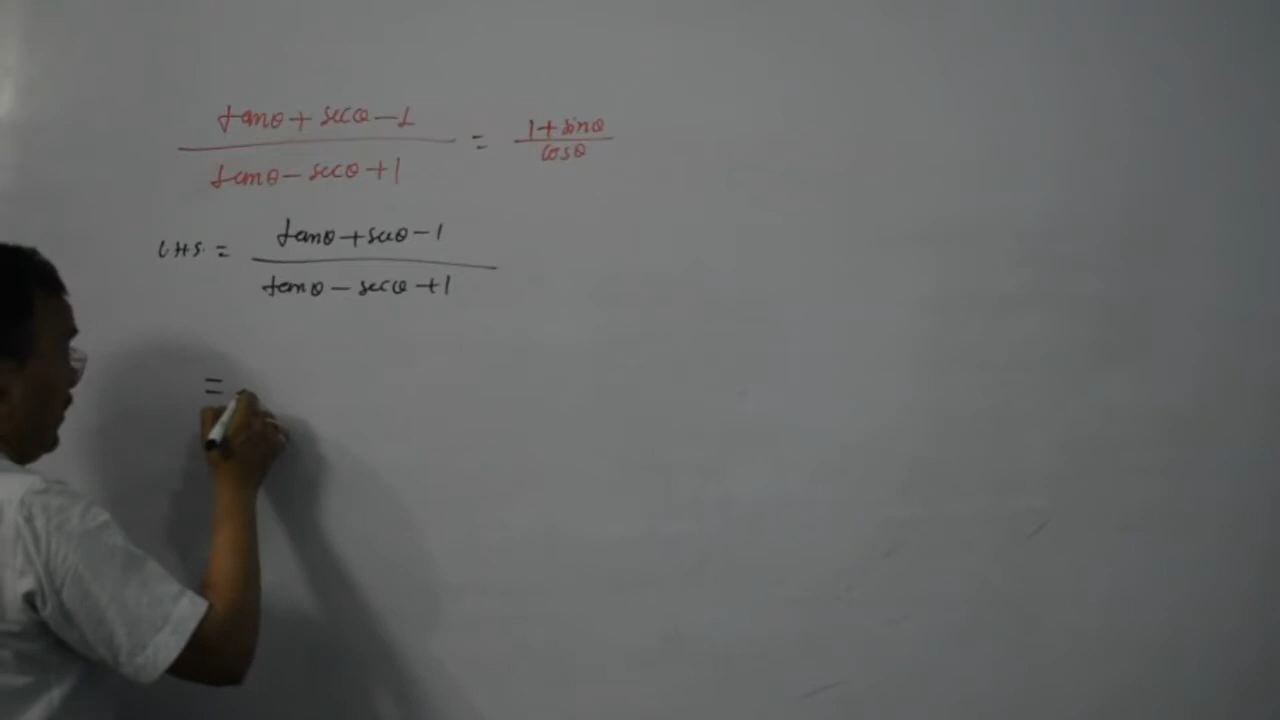 tanθ + secθ - 1
tanθ - secθ + 1
=
1 + sinθ
cosθ
LHS. =
tanθ + secθ - 1
tanθ - secθ + 1
=